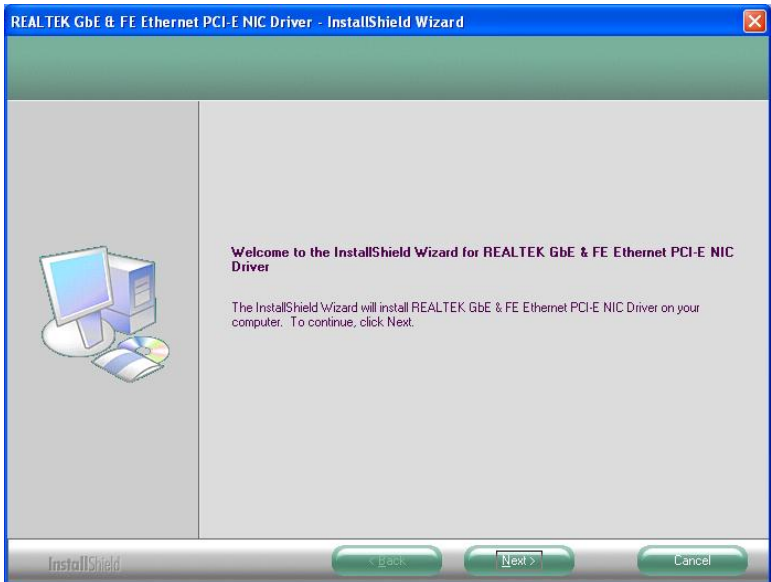 REALTEK GbE & FE Ethernet PCI-E NIC Driver - InstallShield Wizard
Welcome to the InstallShield Wizard for REALTEK GbE & FE Ethernet PCI-E NIC
Driver
The InstallShield Wizard will install REALTEK GbE & FE Ethernet PCI-E NIC Driver on your
computer. To continue, click Next.
InstallShield
< Back
Next >
Cancel